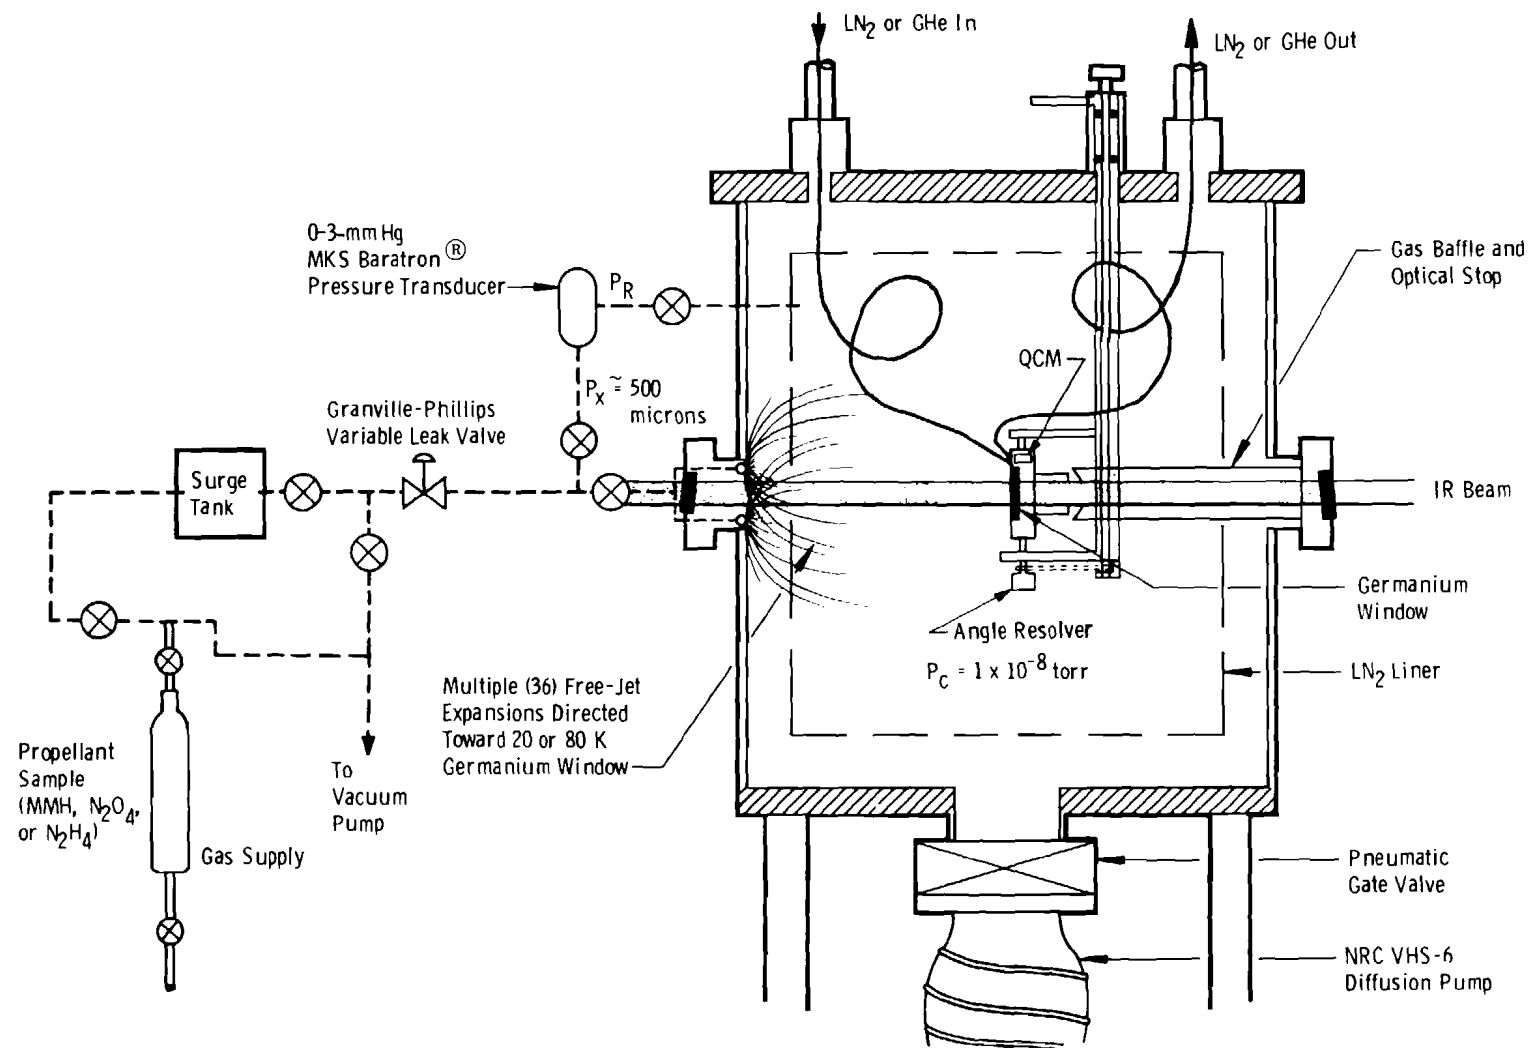 LN2 or GHe In
LN2 or GHe Out
0-3-mm Hg
MKS Baratron ®
Pressure Transducer
PR
Gas Baffle and
Optical Stop
QCM
Px ≅ 500
microns
Granville-Phillips
Variable Leak Valve
Surge
Tank
IR Beam
Germanium
Window
Angle Resolver
PC = 1 x 10-8 torr
LN2 Liner
Multiple (36) Free-Jet
Expansions Directed
Toward 20 or 80 K
Germanium Window
Propellant
Sample
(MMH, N2O4,
or N2H4)
To
Vacuum
Pump
Gas Supply
Pneumatic
Gate Valve
NRC VHS-6
Diffusion Pump